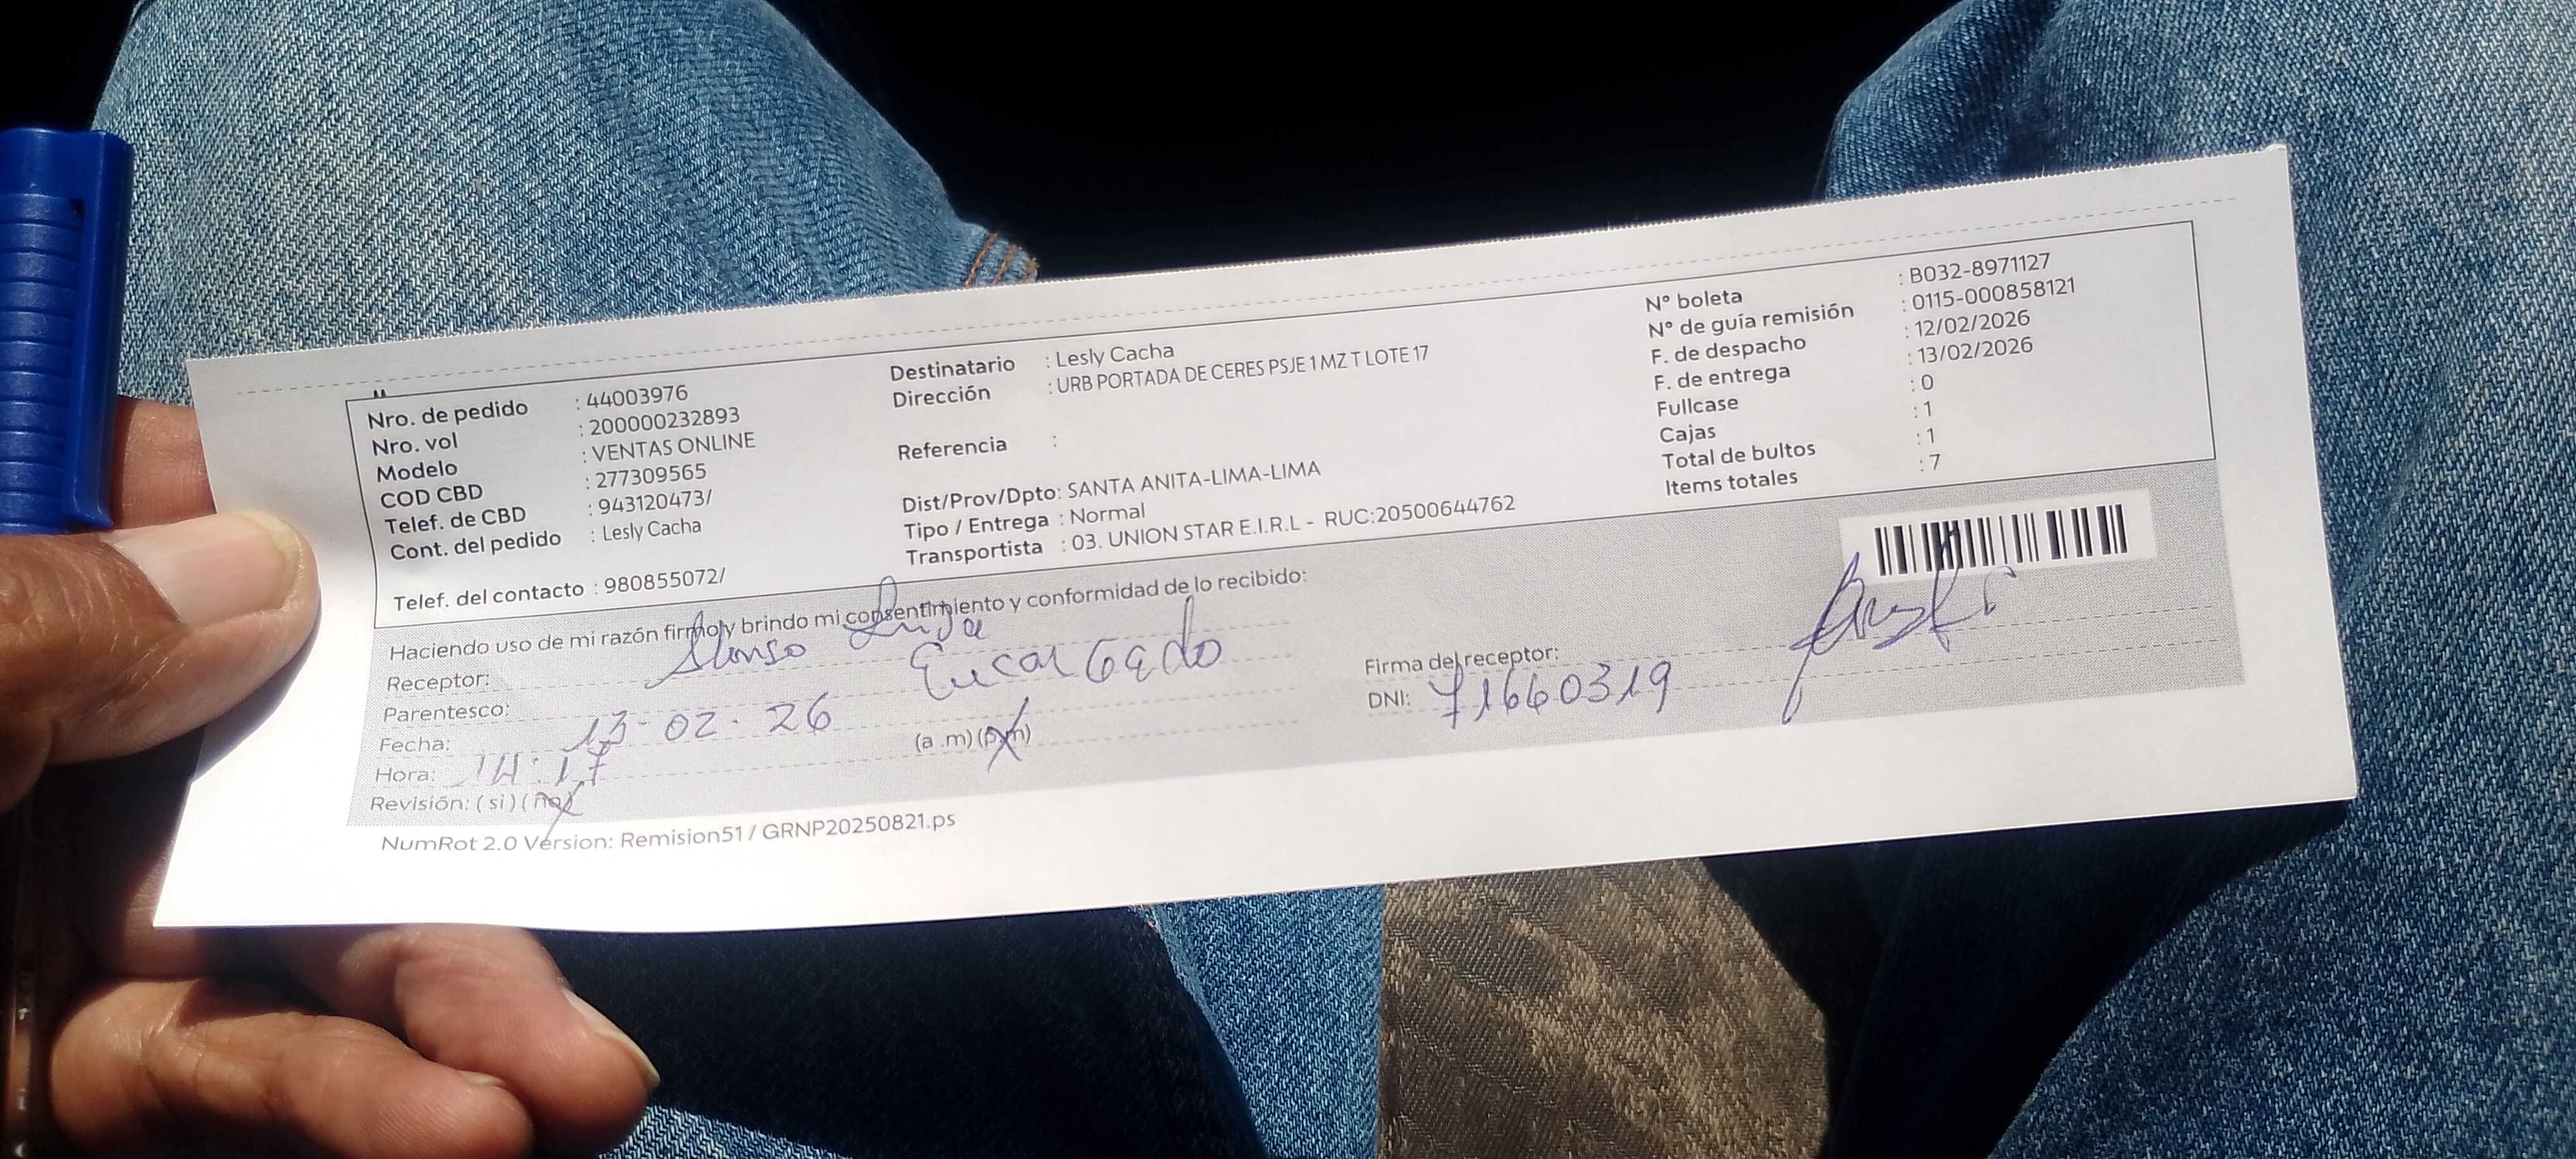 Nro. de pedido : 44003976
Nro. vol : 200000232893
Modelo : VENTAS ONLINE
COD CBD : 277309565
Telef. de CBD : 943120473/
Cont. del pedido : Lesly Cacha
Telef. del contacto : 980855072/
Destinatario : Lesly Cacha
Dirección : URB PORTADA DE CERES PSJE 1 MZ T LOTE 17
Referencia :
Dist/Prov/Dpto: SANTA ANITA-LIMA-LIMA
Tipo / Entrega : Normal
Transportista : 03. UNION STAR E.I.R.L - RUC:20500644762
N° boleta : B032-8971127
N° de guía remisión : 0115-000858121
F. de despacho : 12/02/2026
F. de entrega : 13/02/2026
Fullcase : 0
Cajas : 1
Total de bultos : 1
Items totales : 7
Haciendo uso de mi razón firmo y brindo mi consentimiento y conformidad de lo recibido:
Receptor:
Parentesco: Encargado
Fecha: 13-02-26
Hora: 14:17 (a .m) (p.m)
Revisión: (si) (no)
Firma del receptor:
DNI: 71660319
NumRot 2.0 Version: Remision51 / GRNP20250821.ps